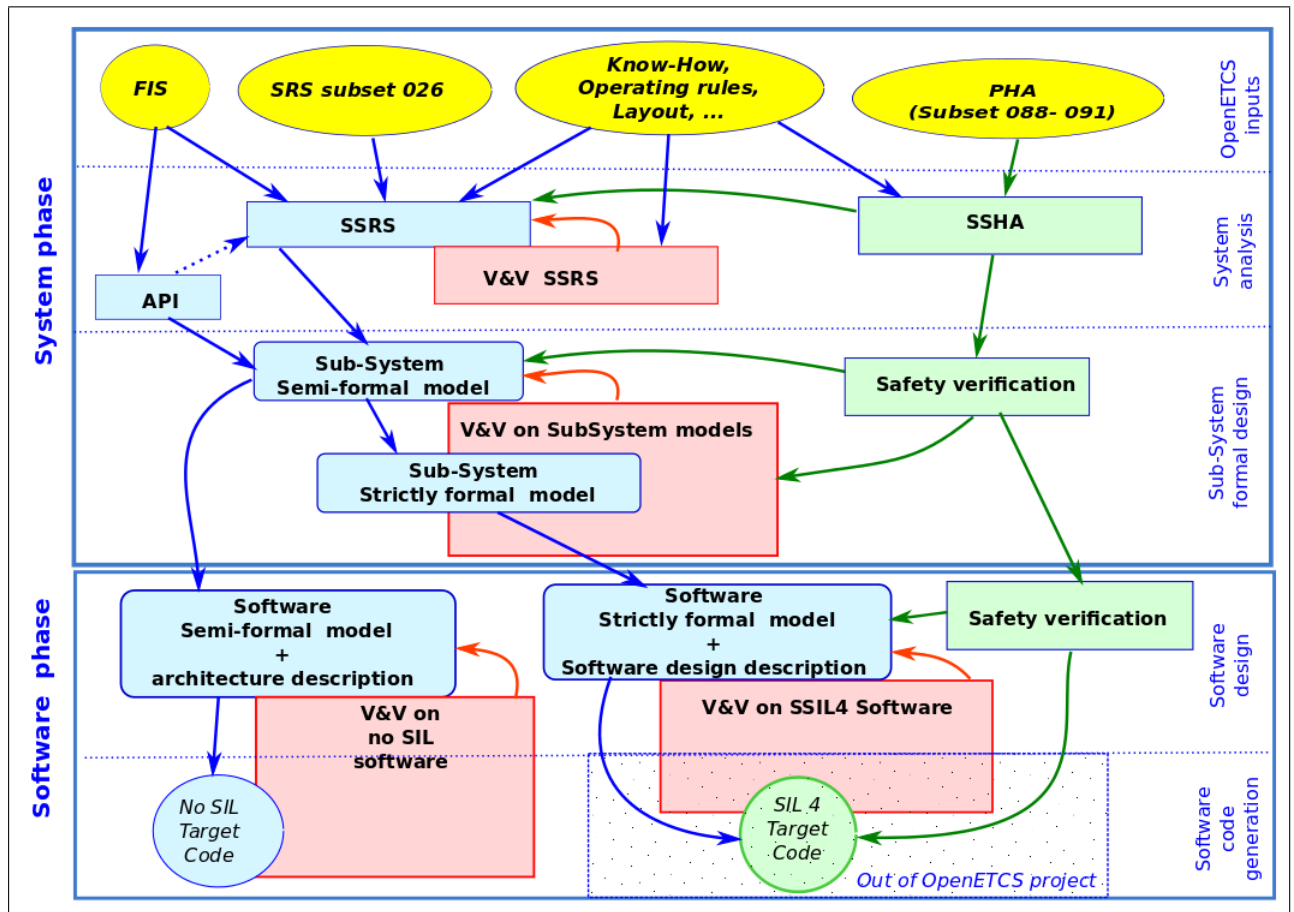 FIS
SRS subset 026
Know-How,
Operating rules,
Layout, ...
PHA
(Subset 088- 091)
OpenETCS
inputs
System phase
SSRS
SSHA
V&V SSRS
API
System
analysis
Sub-System
Semi-formal model
Safety verification
V&V on SubSystem models
Sub-System
Strictly formal model
Sub-System
formal design
Software phase
Software
Semi-formal model
+
architecture description
Software
Strictly formal model
+
Software design description
Safety verification
Software
design
V&V on
no SIL
software
V&V on SSIL4 Software
No SIL
Target
Code
SIL 4
Target
Code
Out of OpenETCS project
Software
code
generation